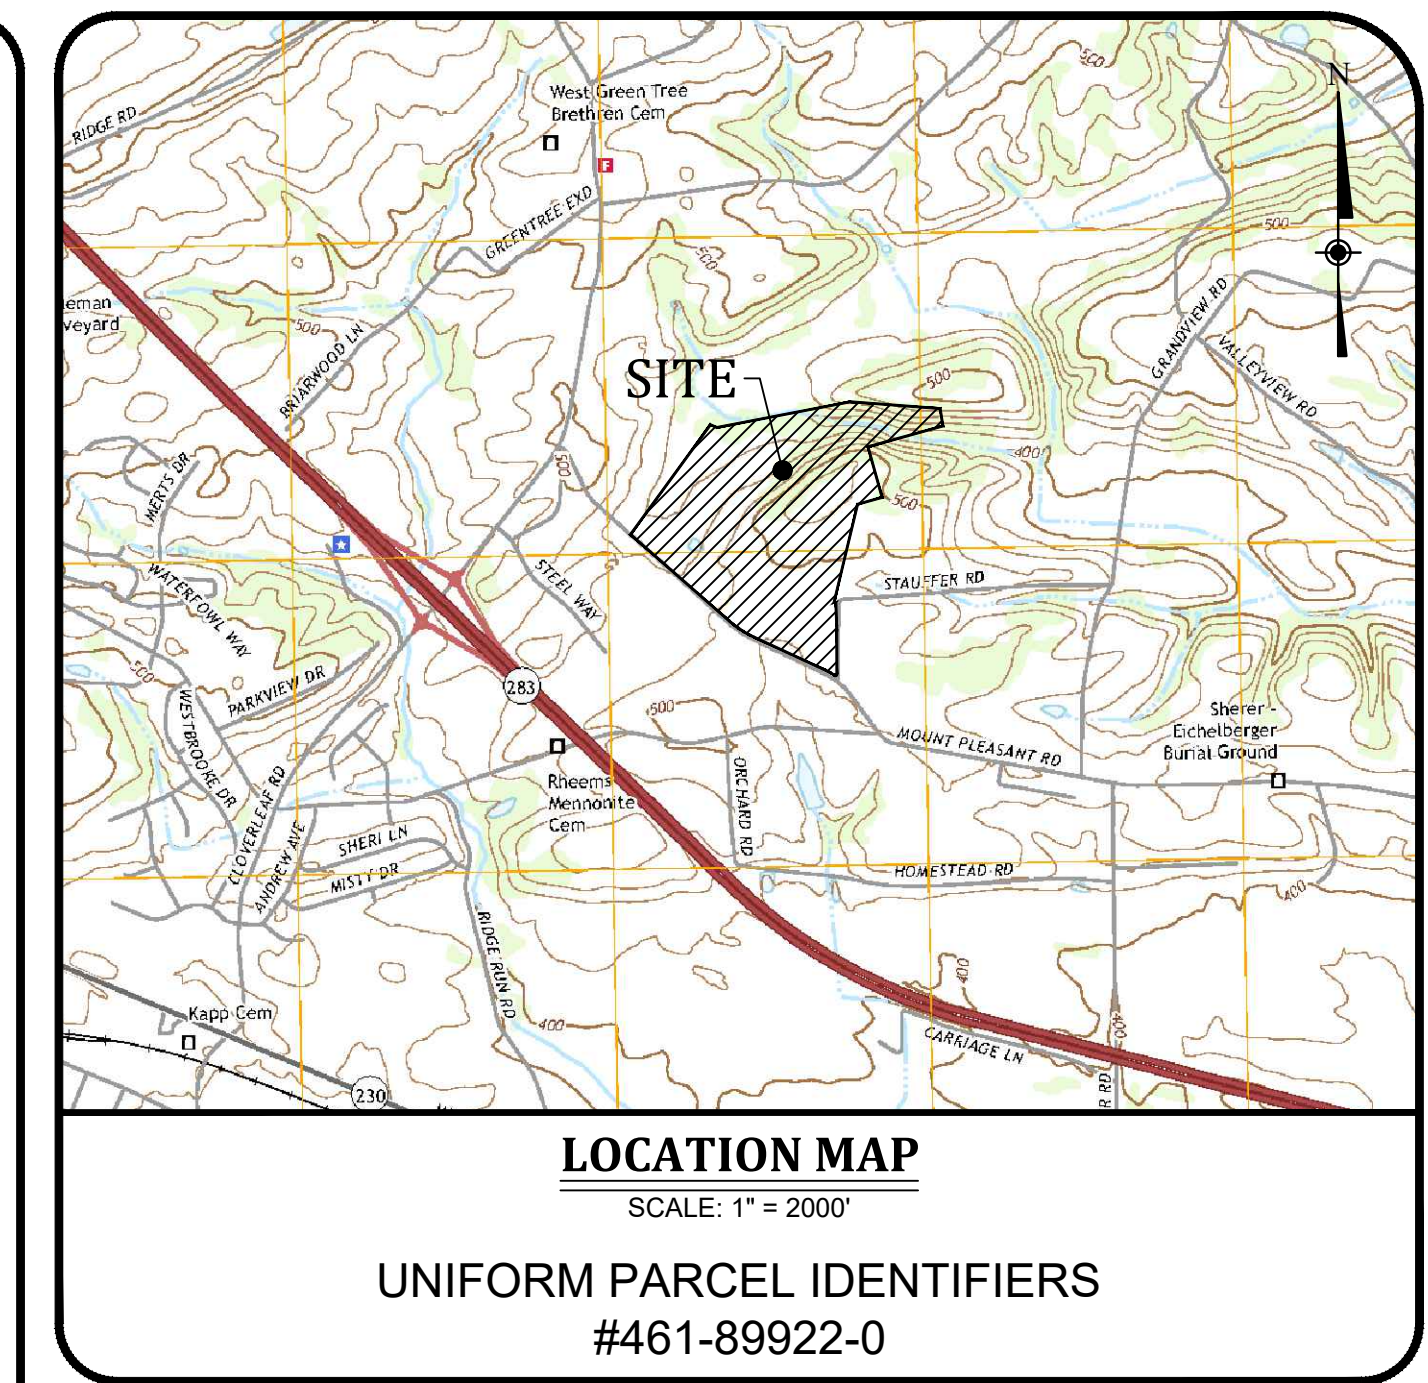 RIDGE RD
West Green Tree
Brethren Cem
F
N
500
GREENTREE EXD
500
500
eman
veyard
500
BRIARWOOD LN
GRANDVIEW RD
VALLEYVIEW RD
SITE
500
MERTS DR
500
400
500
WATERFOWL WAY
STEEL WAY
STAUFFER RD
500
PARKVIEW DR
283
500
WESTBROOKE DR
MOUNT PLEASANT RD
Sherer -
Eichelberger
Burial Ground
Rheems
Mennonite
Cem
ORCHARD RD
CLOVERLEAF RD
ANDREW AVE
SHERI LN
MISTY DR
HOMESTEAD RD
400
RIDGE RUN RD
400
Kapp Cem
400
400
CARRIAGE LN
R RD
230
LOCATION MAP
SCALE: 1" = 2000'
UNIFORM PARCEL IDENTIFIERS
#461-89922-0